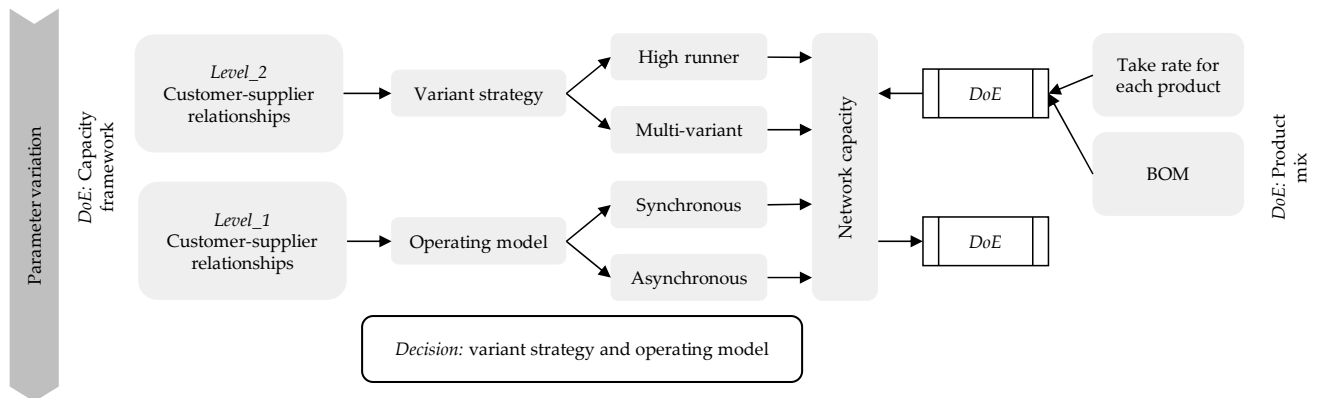 Parameter variation
DoE: Capacity
framework
Level_2
Customer-supplier
relationships
Variant strategy
High runner
Multi-variant
Level_1
Customer-supplier
relationships
Operating model
Synchronous
Asynchronous
Network capacity
DoE
DoE
Take rate for
each product
BOM
DoE: Product
mix
Decision: variant strategy and operating model